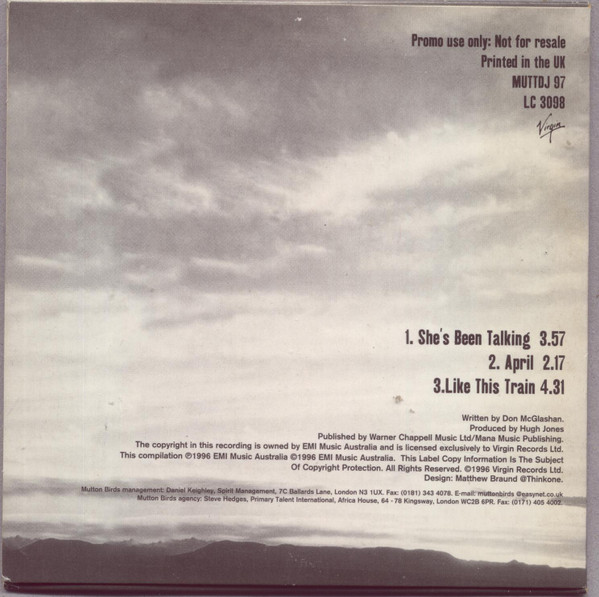 Promo use only: Not for resale
Printed in the UK
MUTTDJ 97
LC 3098
Virgin
1. She's Been Talking 3.57
2. April 2.17
3.Like This Train 4.31
Written by Don McGlashan.
Produced by Hugh Jones
Published by Warner Chappell Music Ltd/Mana Music Publishing.
The copyright in this recording is owned by EMI Music Australia and is licensed exclusively to Virgin Records Ltd.
This compilation ℗1996 EMI Music Australia ©1996 EMI Music Australia. This Label Copy Information Is The Subject
Of Copyright Protection. All Rights Reserved. ©1996 Virgin Records Ltd.
Design: Matthew Braund @Thinkone.
Mutton Birds management: Daniel Keighley, Spirit Management, 7C Ballards Lane, London N3 1UX. Fax: (0181) 343 4078. E-mail: muttonbirds @easynet.co.uk
Mutton Birds agency: Steve Hedges, Primary Talent International, Africa House, 64 - 78 Kingsway, London WC2B 6PR. Fax: (0171) 405 4002.